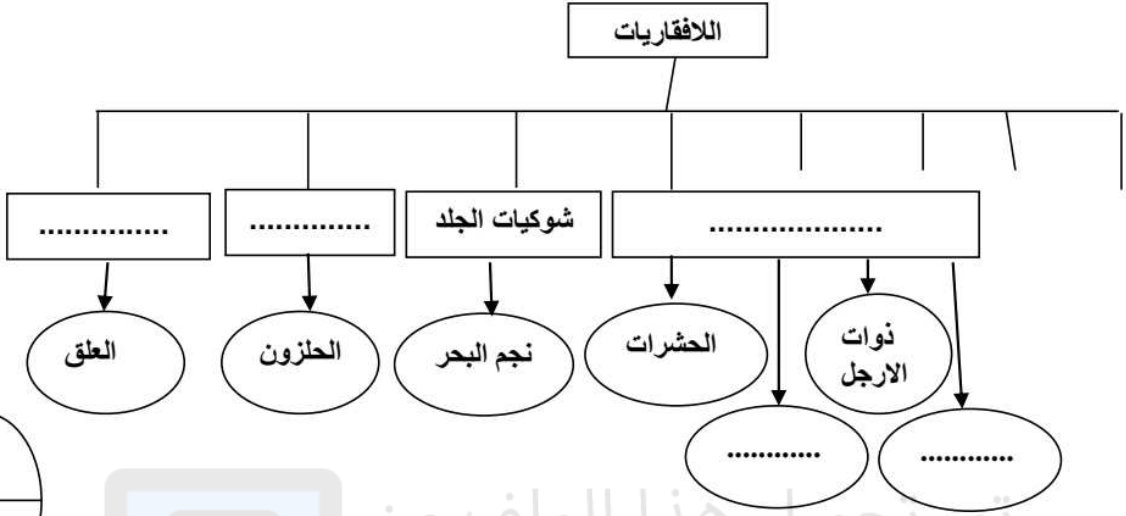 اللافقاريات
....................
شوكيات الجلد
..............
...............
ذوات
الارجل
الحشرات
نجم البحر
الحلزون
العلق
............
............